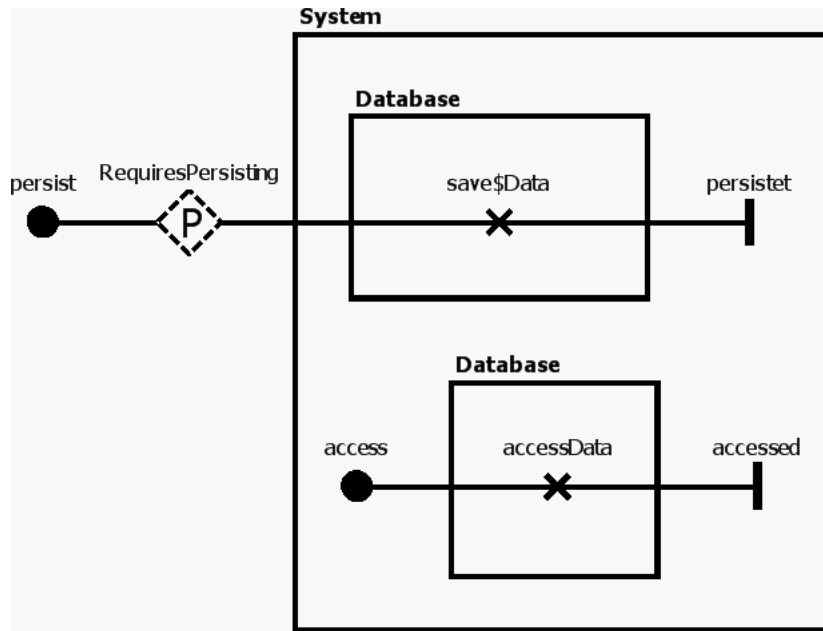 System
Database
RequiresPersisting
persist
P
save$Data
persistet
Database
access
accessData
accessed